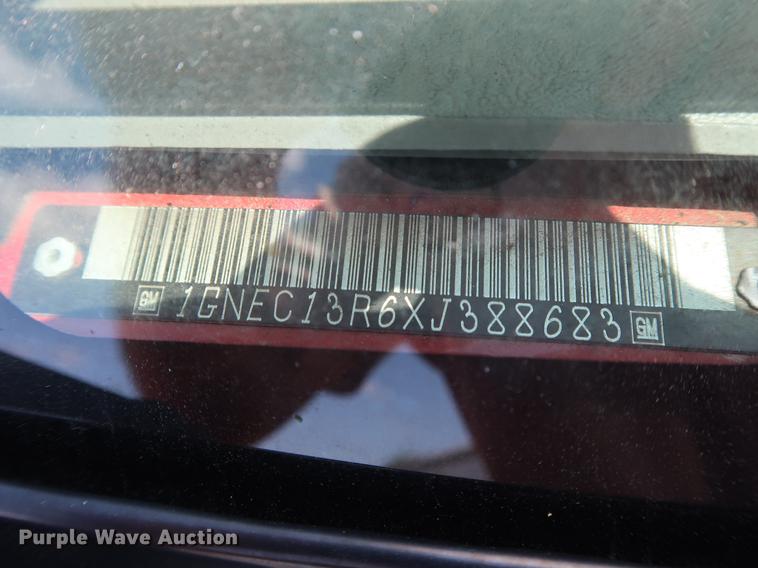 GM 1GNEC13R6XJ388683 GM
Purple Wave Auction